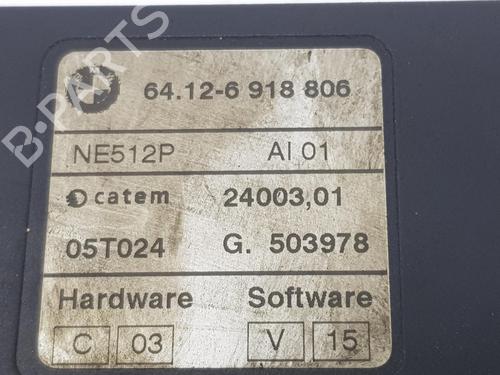 64.12-6 918 806
NE512P AI 01
catem 24003,01
05T024 G. 503978
Hardware Software
C 03 V 15
B-PARTS